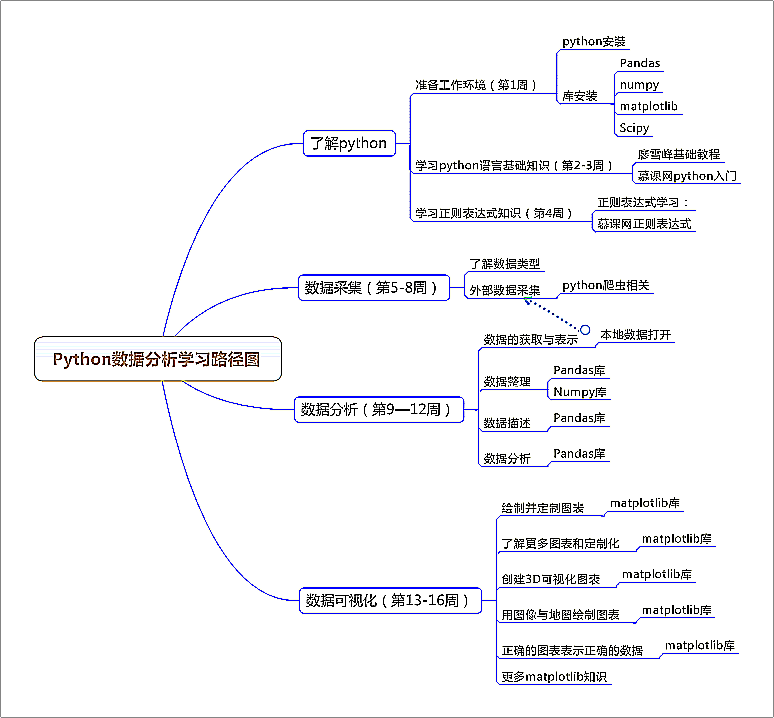 Python数据分析学习路径图
了解python
准备工作环境（第1周）
python安装
库安装
Pandas
numpy
matplotlib
Scipy
学习python语言基础知识（第2-3周）
廖雪峰基础教程
慕课网python入门
学习正则表达式知识（第4周）
正则表达式学习：
慕课网正则表达式
数据采集（第5-8周）
了解数据类型
外部数据采集
python爬虫相关
数据分析（第9—12周）
数据的获取与表示
本地数据打开
数据整理
Pandas库
Numpy库
数据描述
Pandas库
数据分析
Pandas库
数据可视化（第13-16周）
绘制并定制图表
matplotlib库
了解更多图表和定制化
matplotlib库
创建3D可视化图表
matplotlib库
用图像与地图绘制图表
matplotlib库
正确的图表表示正确的数据
matplotlib库
更多matplotlib知识